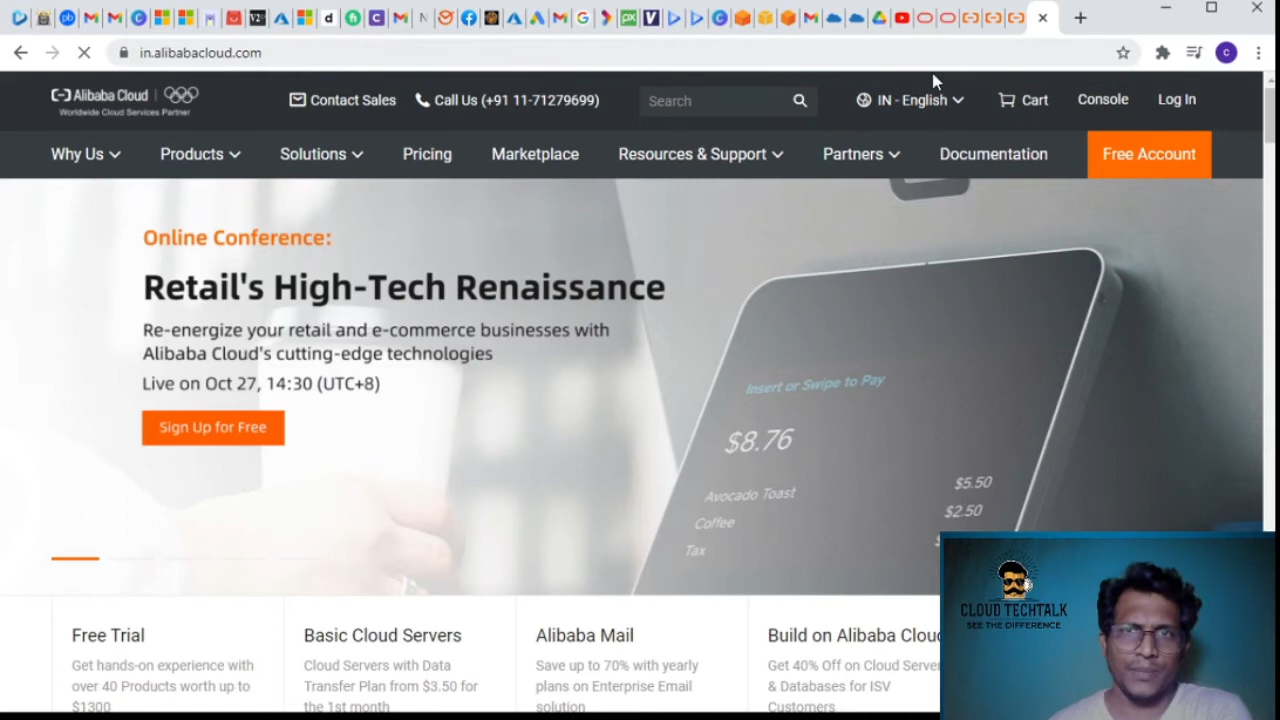 in.alibabacloud.com
Alibaba Cloud
Worldwide Cloud Services Partner
Contact Sales
Call Us (+91 11-71279699)
Search
IN - English
Cart
Console
Log In
Why Us
Products
Solutions
Pricing
Marketplace
Resources & Support
Partners
Documentation
Free Account
Online Conference:
Retail's High-Tech Renaissance
Re-energize your retail and e-commerce businesses with
Alibaba Cloud's cutting-edge technologies
Live on Oct 27, 14:30 (UTC+8)
Sign Up for Free
Insert or Swipe to Pay
$8.76
Avocado Toast $5.50
Coffee $2.50
Tax
Free Trial
Get hands-on experience with
over 40 Products worth up to
$1300
Basic Cloud Servers
Cloud Servers with Data
Transfer Plan from $3.50 for
the 1st month
Alibaba Mail
Save up to 70% with yearly
plans on Enterprise Email
solution
Build on Alibaba Clou
Get 40% Off on Cloud Serve
& Databases for ISV
Customers
CLOUD TECHTALK
SEE THE DIFFERENCE